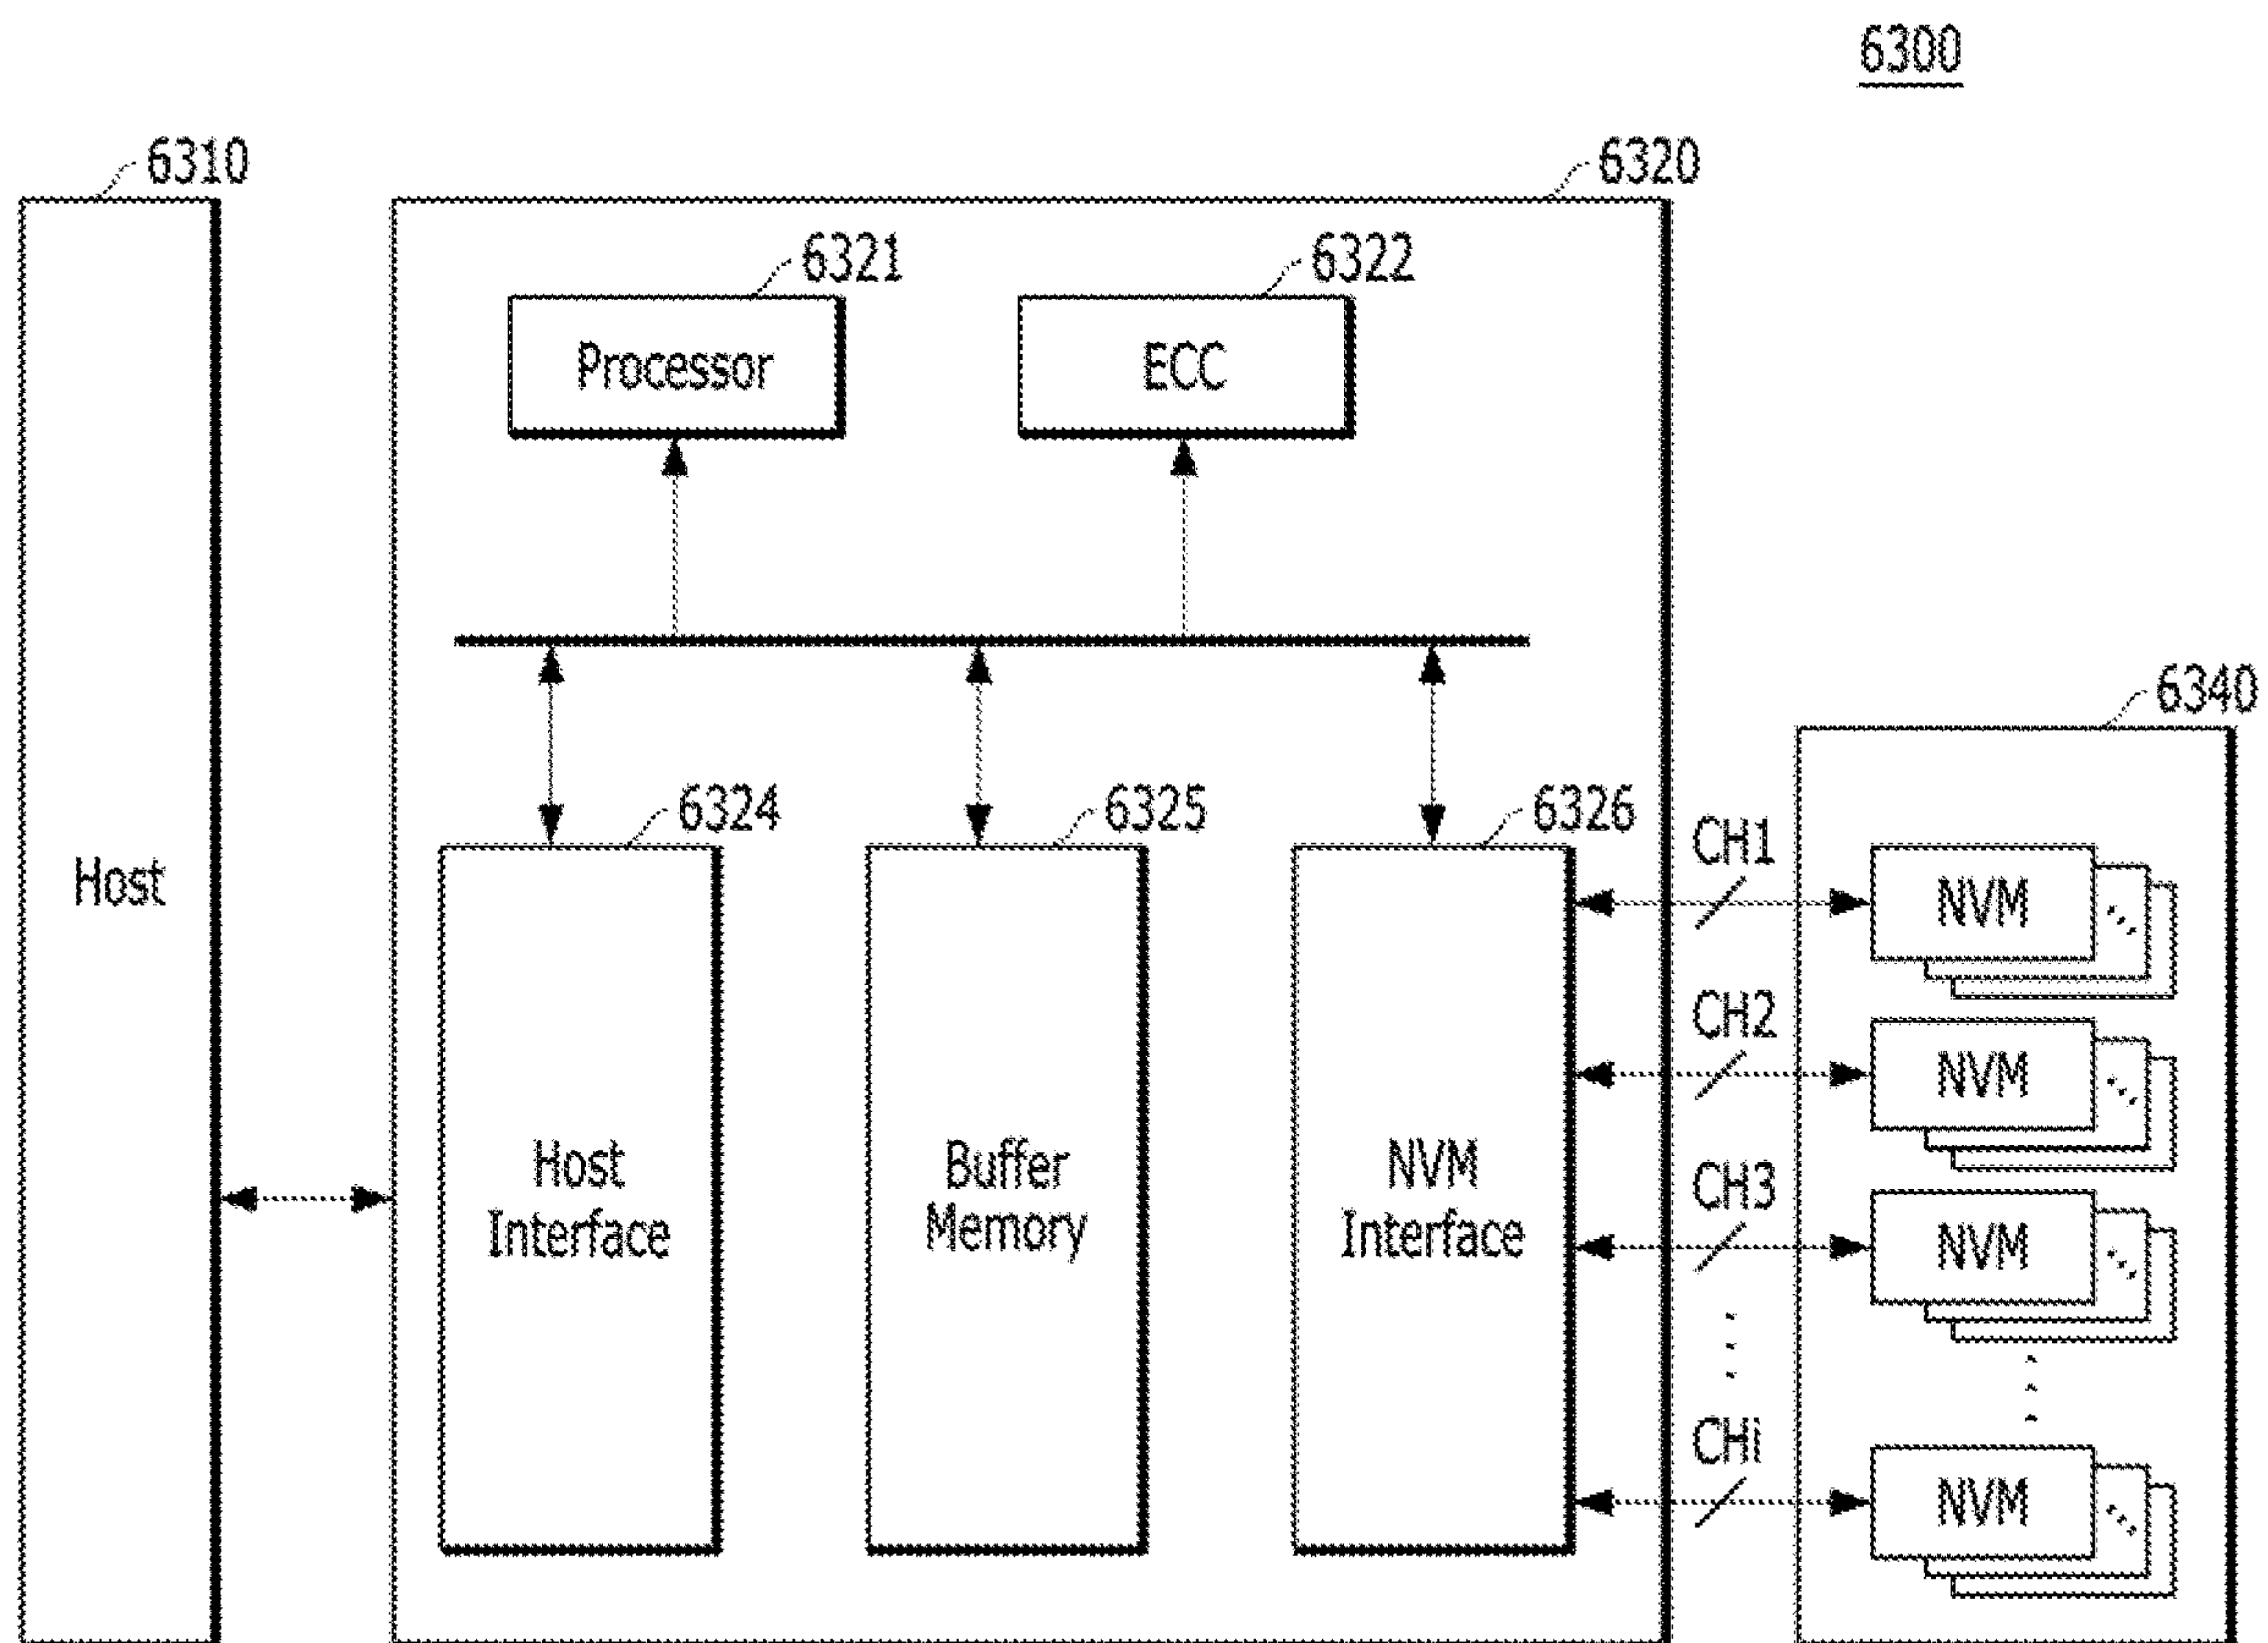 6300
6310
6320
6321
6322
Processor
ECC
6340
6324
6325
6326
CH1
Host
NVM
CH2
NVM
Host
Interface
Buffer
Memory
NVM
Interface
CH3
NVM
CHi
NVM